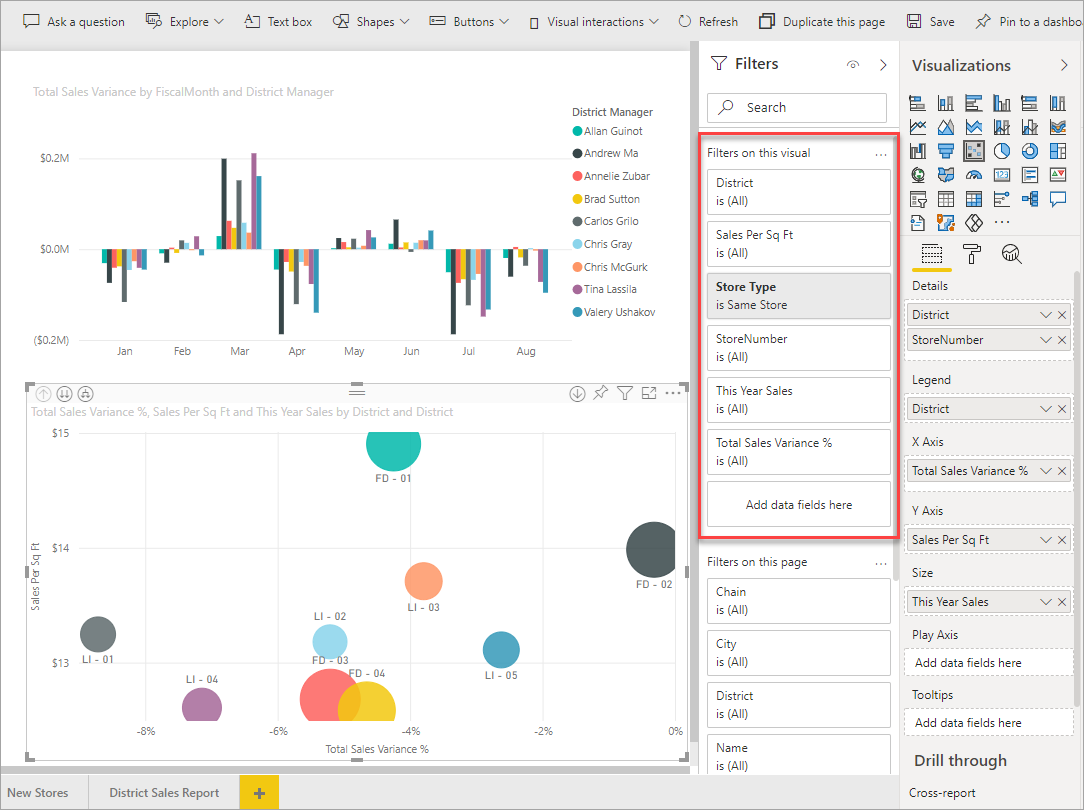 Ask a question
Explore
Text box
Shapes
Buttons
Visual interactions
Refresh
Duplicate this page
Save
Pin to a dashbo
Total Sales Variance by FiscalMonth and District Manager
$0.2M
$0.0M
($0.2M)
Jan
Feb
Mar
Apr
May
Jun
Jul
Aug
District Manager
Allan Guinot
Andrew Ma
Annelie Zubar
Brad Sutton
Carlos Grilo
Chris Gray
Chris McGurk
Tina Lassila
Valery Ushakov
Total Sales Variance %, Sales Per Sq Ft and This Year Sales by District and District
Sales Per Sq Ft
$15
$14
$13
FD - 01
FD - 02
LI - 03
LI - 02
LI - 01
FD - 03
FD - 04
LI - 05
LI - 04
-8%
-6%
-4%
-2%
0%
Total Sales Variance %
New Stores
District Sales Report
+
Filters
Search
Filters on this visual
...
District
is (All)
Sales Per Sq Ft
is (All)
Store Type
is Same Store
StoreNumber
is (All)
This Year Sales
is (All)
Total Sales Variance %
is (All)
Add data fields here
Filters on this page
...
Chain
is (All)
City
is (All)
District
is (All)
Name
is (All)
Visualizations
123
...
Details
District
StoreNumber
Legend
District
X Axis
Total Sales Variance %
Y Axis
Sales Per Sq Ft
Size
This Year Sales
Play Axis
Add data fields here
Tooltips
Add data fields here
Drill through
Cross-report